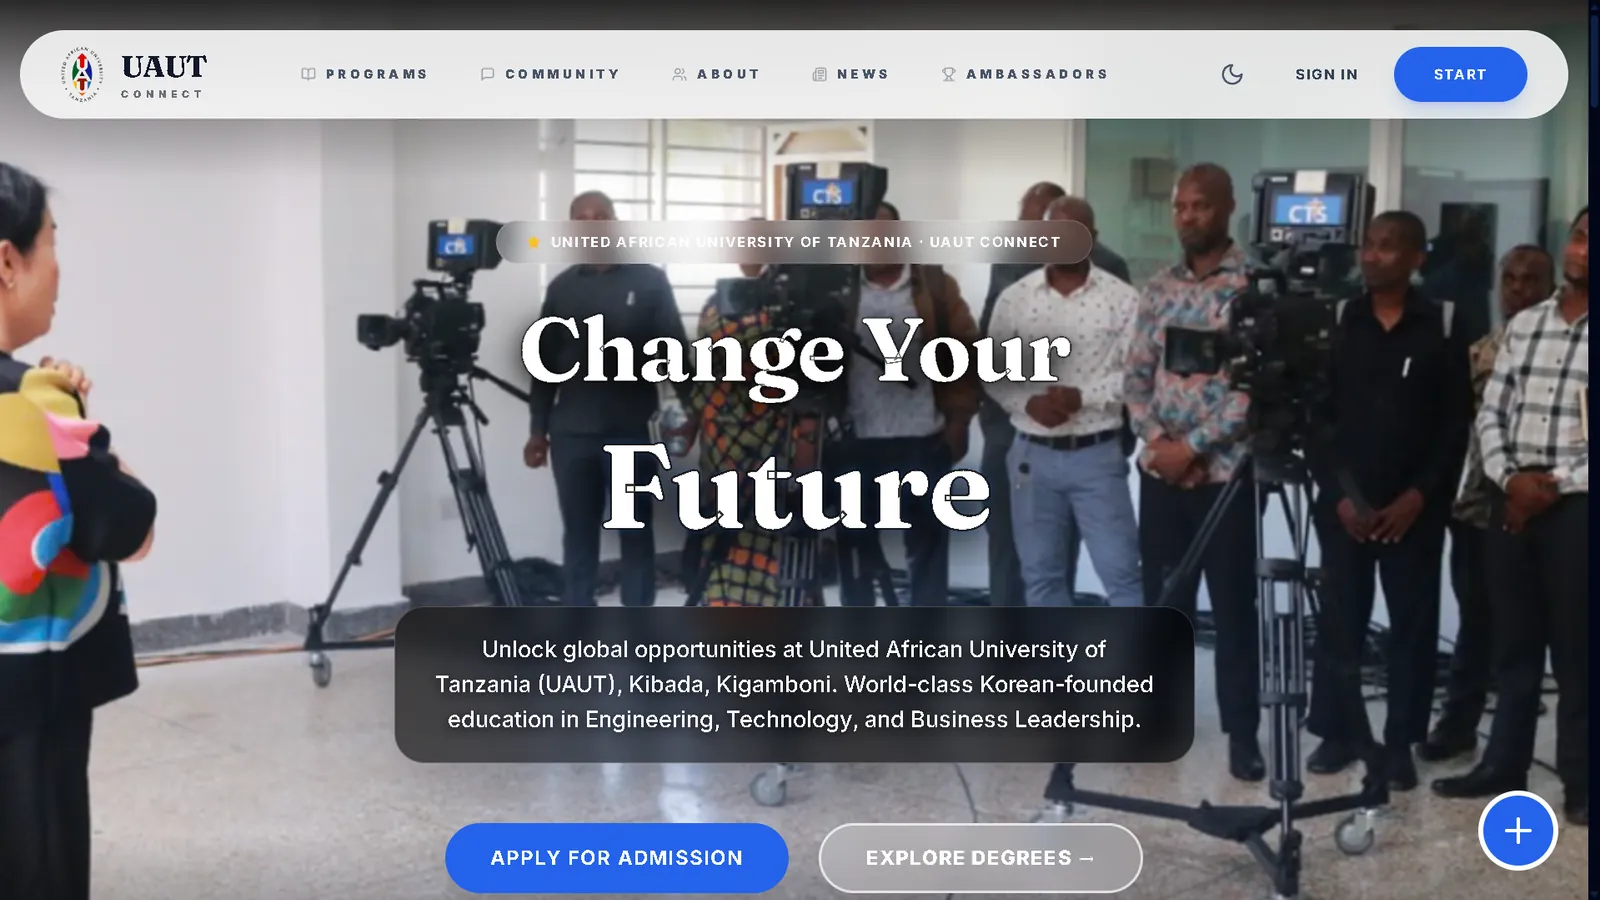 UAUT
CONNECT
PROGRAMS
COMMUNITY
ABOUT
NEWS
AMBASSADORS
SIGN IN
START
CTS
CTS
CTS
UNITED AFRICAN UNIVERSITY OF TANZANIA · UAUT CONNECT
Change Your
Future
Unlock global opportunities at United African University of
Tanzania (UAUT), Kibada, Kigamboni. World-class Korean-founded
education in Engineering, Technology, and Business Leadership.
APPLY FOR ADMISSION
EXPLORE DEGREES →